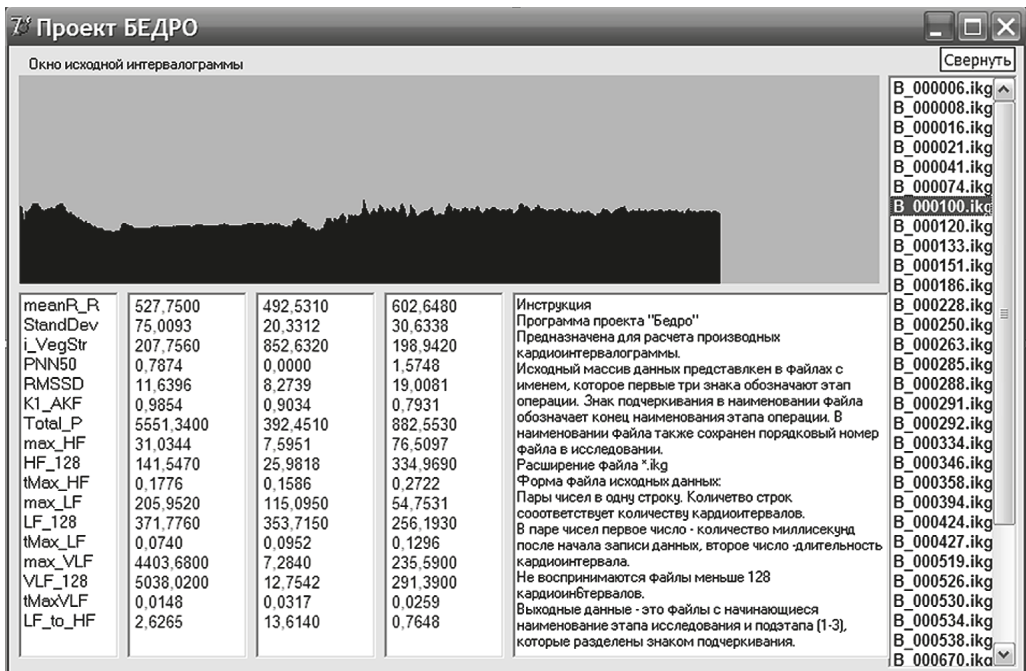 Проект БЕДРО
Свернуть
Окно исходной интервалограммы
B_000006.ikg
B_000008.ikg
B_000016.ikg
B_000021.ikg
B_000041.ikg
B_000074.ikg
B_000100.ikg
B_000120.ikg
B_000133.ikg
B_000151.ikg
B_000186.ikg
B_000228.ikg
B_000250.ikg
B_000263.ikg
B_000285.ikg
B_000288.ikg
B_000291.ikg
B_000292.ikg
B_000334.ikg
B_000346.ikg
B_000358.ikg
B_000394.ikg
B_000424.ikg
B_000427.ikg
B_000519.ikg
B_000526.ikg
B_000530.ikg
B_000534.ikg
B_000538.ikg
B_000670.ikg
meanR_R 527,7500 492,5310 602,6480
StandDev 75,0093 20,3312 30,6338
i_VegStr 207,7560 852,6320 198,9420
PNN50 0,7874 0,0000 1,5748
RMSSD 11,6396 8,2739 19,0081
K1_AKF 0,9854 0,9034 0,7931
Total_P 5551,3400 392,4510 882,5530
max_HF 31,0344 7,5951 76,5097
HF_128 141,5470 25,9818 334,9690
tMax_HF 0,1776 0,1586 0,2722
max_LF 205,9520 115,0950 54,7531
LF_128 371,7760 353,7150 256,1930
tMax_LF 0,0740 0,0952 0,1296
max_VLF 4403,6800 7,2840 235,5900
VLF_128 5038,0200 12,7542 291,3900
tMaxVLF 0,0148 0,0317 0,0259
LF_to_HF 2,6265 13,6140 0,7648
Инструкция
Программа проекта "Бедро"
Предназначена для расчета производных
кардиоинтервалограммы.
Исходный массив данных представлкен в файлах с
именем, которое первые три знака обозначают этап
операции. Знак подчеркивания в наименовании файла
обозначает конец наименования этапа операции. В
наименовании файла также сохранен порядковый номер
файла в исследовании.
Расширение файла *.ikg
Форма файла исходных данных:
Пары чисел в одну строку. Количетво строк
сооответствует количеству кардиоитервалов.
В паре чисел первое число - количество миллисекунд
после начала записи данных, второе число -длительность
кардиоинтервала.
Не воспринимаются файлы меньше 128
кардиоин6тервалов.
Выходные данные - это файлы с начинающиеся
наименование этапа исследования и подэтапа (1-3),
которые разделены знаком подчеркивания.